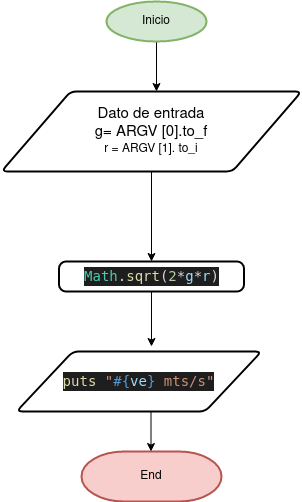 Inicio
Dato de entrada
g= ARGV [0].to_f
r = ARGV [1]. to_i
Math.sqrt(2*g*r)
puts "#{ve} mts/s"
End